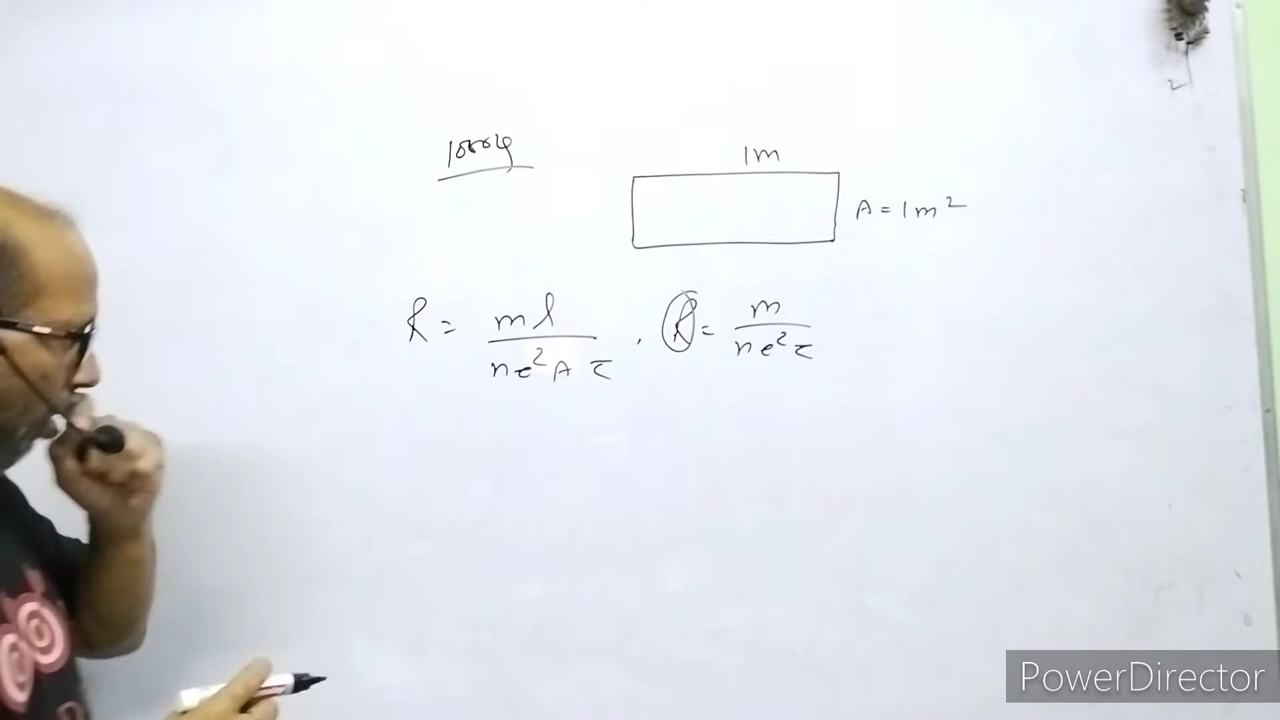 1m
A = 1m²
R = ml / ne²Aτ , R = m / ne²τ
PowerDirector